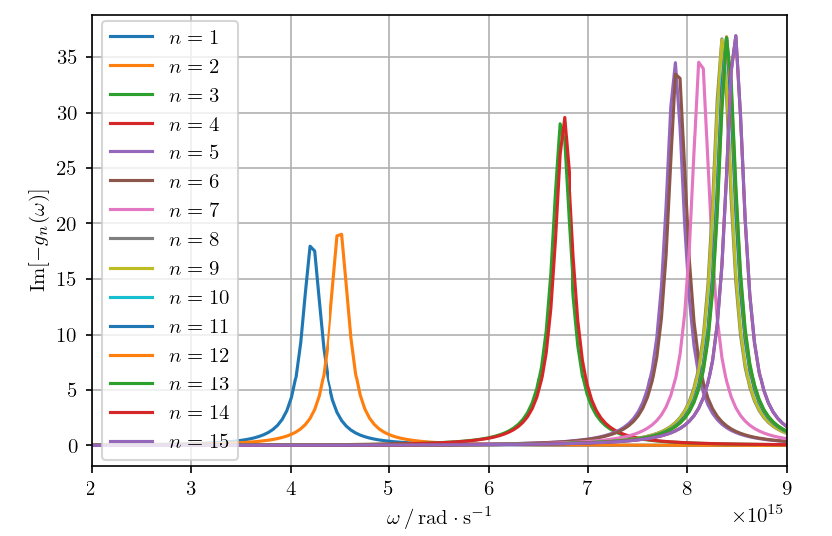 Im[−gₙ(ω)]
35
30
25
20
15
10
5
0
n = 1
n = 2
n = 3
n = 4
n = 5
n = 6
n = 7
n = 8
n = 9
n = 10
n = 11
n = 12
n = 13
n = 14
n = 15
2 3 4 5 6 7 8 9
×10¹⁵
ω / rad · s⁻¹